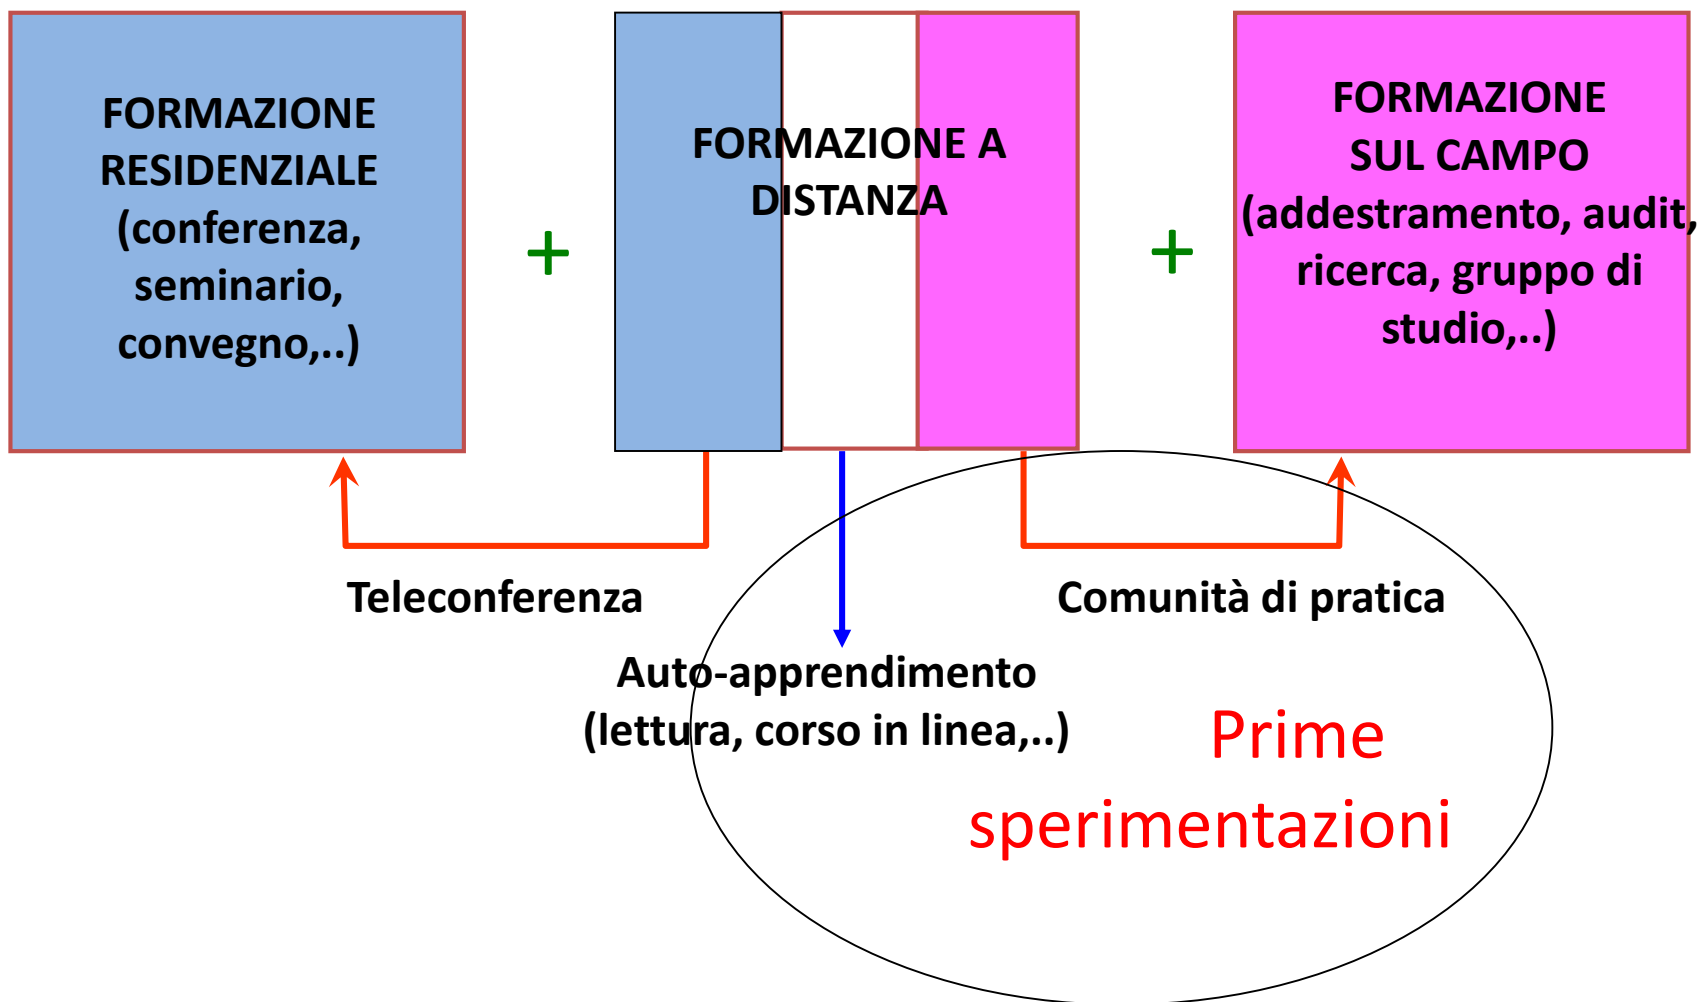 FORMAZIONE
RESIDENZIALE
(conferenza,
seminario,
convegno,..)
+
FORMAZIONE A
DISTANZA
+
FORMAZIONE
SUL CAMPO
(addestramento, audit,
ricerca, gruppo di
studio,..)
Teleconferenza
Comunità di pratica
Auto-apprendimento
(lettura, corso in linea,..)
Prime
sperimentazioni